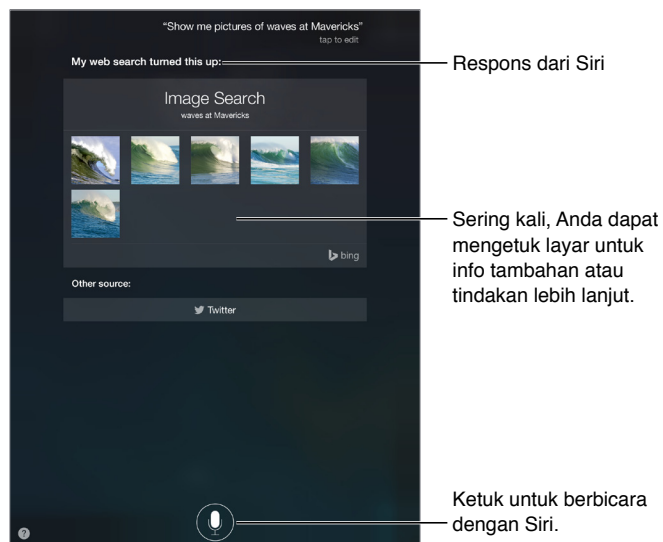 “Show me pictures of waves at Mavericks”
tap to edit
My web search turned this up:
Respons dari Siri
Image Search
waves at Mavericks
Sering kali, Anda dapat
mengetuk layar untuk
info tambahan atau
tindakan lebih lanjut.
bing
Other source:
Twitter
Ketuk untuk berbicara
dengan Siri.
?